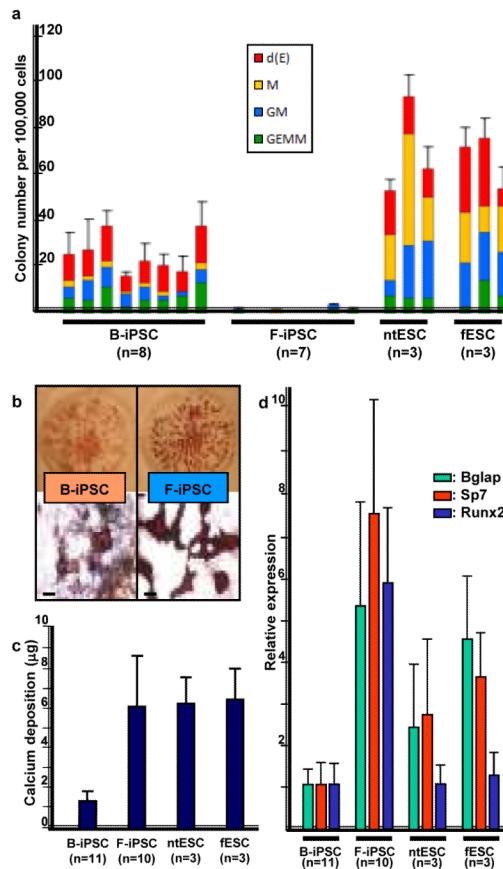 a
Colony number per 100,000 cells
120
100
80
60
40
20
d(E)
M
GM
GEMM
B-iPSC
(n=8)
F-iPSC
(n=7)
ntESC
(n=3)
fESC
(n=3)
b
B-iPSC
F-iPSC
c
Calcium deposition (µg)
10
8
6
4
2
0
B-iPSC
(n=11)
F-iPSC
(n=10)
ntESC
(n=3)
fESC
(n=3)
d
Relative expression
10
8
6
4
2
: Bglap
: Sp7
: Runx2
B-iPSC
(n=11)
F-iPSC
(n=10)
ntESC
(n=3)
fESC
(n=3)